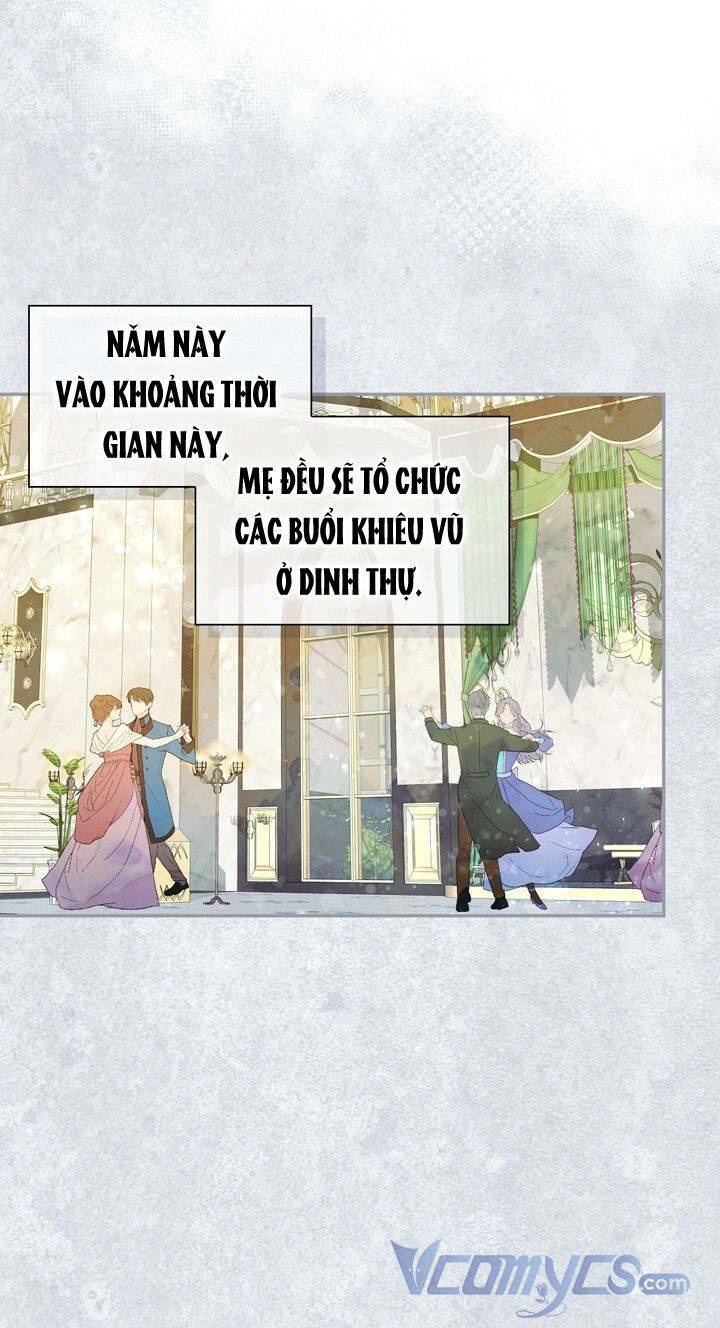 NĂM NÀY
VÀO KHOẢNG THỜI
GIAN NÀY,
MẸ ĐỀU SẼ TỔ CHỨC
CÁC BUỔI KHIÊU VŨ
Ở DINH THỰ.
VCOMYCS.com